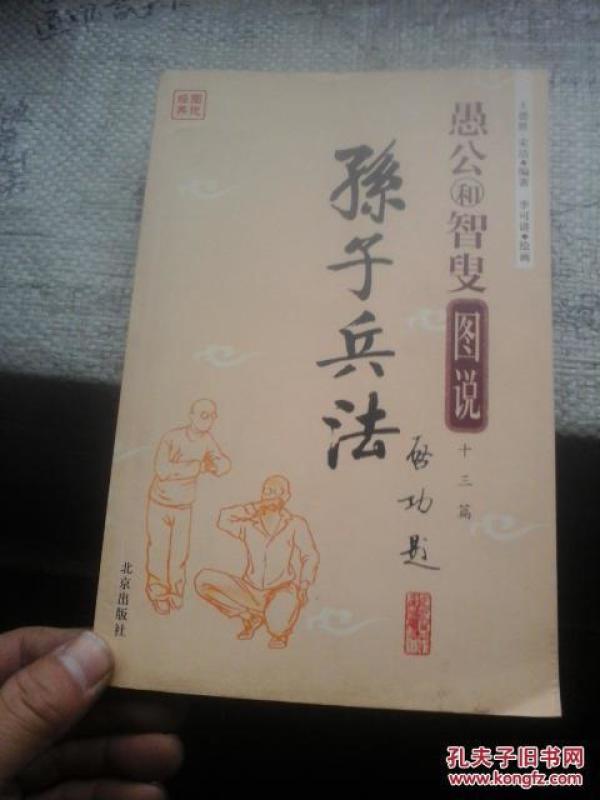 愚公和智叟
图说
十三篇
孫子兵法
启功题
北京出版社
孔夫子旧书网
www.kongfz.com